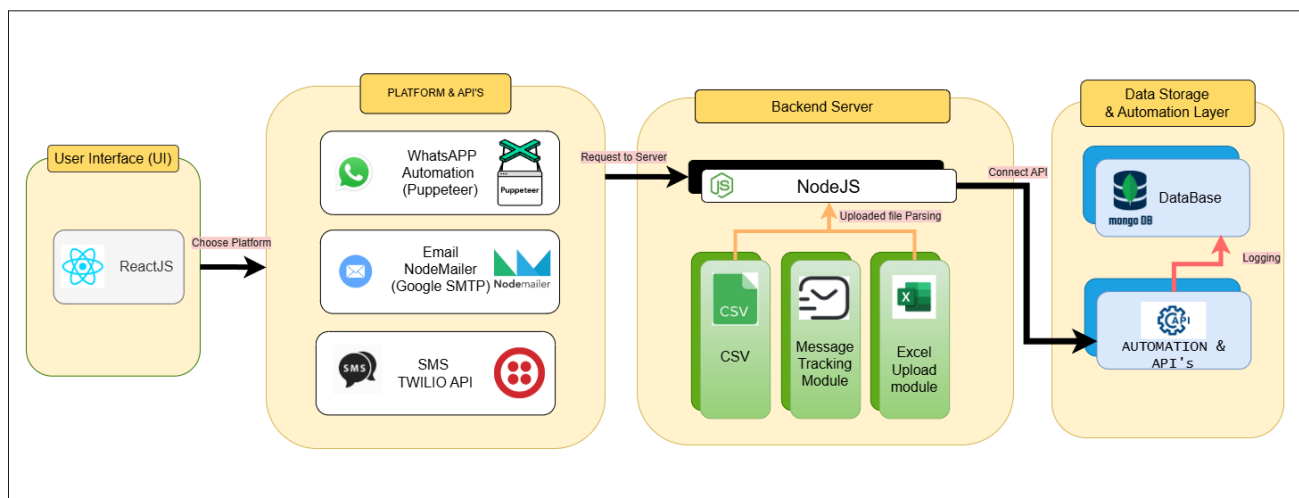 User Interface (UI)
ReactJS
Choose Platform
PLATFORM & API'S
WhatsAPP
Automation
(Puppeteer)
Puppeteer
Email
NodeMailer
(Google SMTP)
Nodemailer
SMS
SMS
TWILIO API
Request to Server
Backend Server
JS
NodeJS
Uploaded file Parsing
CSV
CSV
Message
Tracking
Module
X
Excel
Upload
module
Connect API
Data Storage
& Automation Layer
mongo DB
DataBase
Logging
API
AUTOMATION &
API's